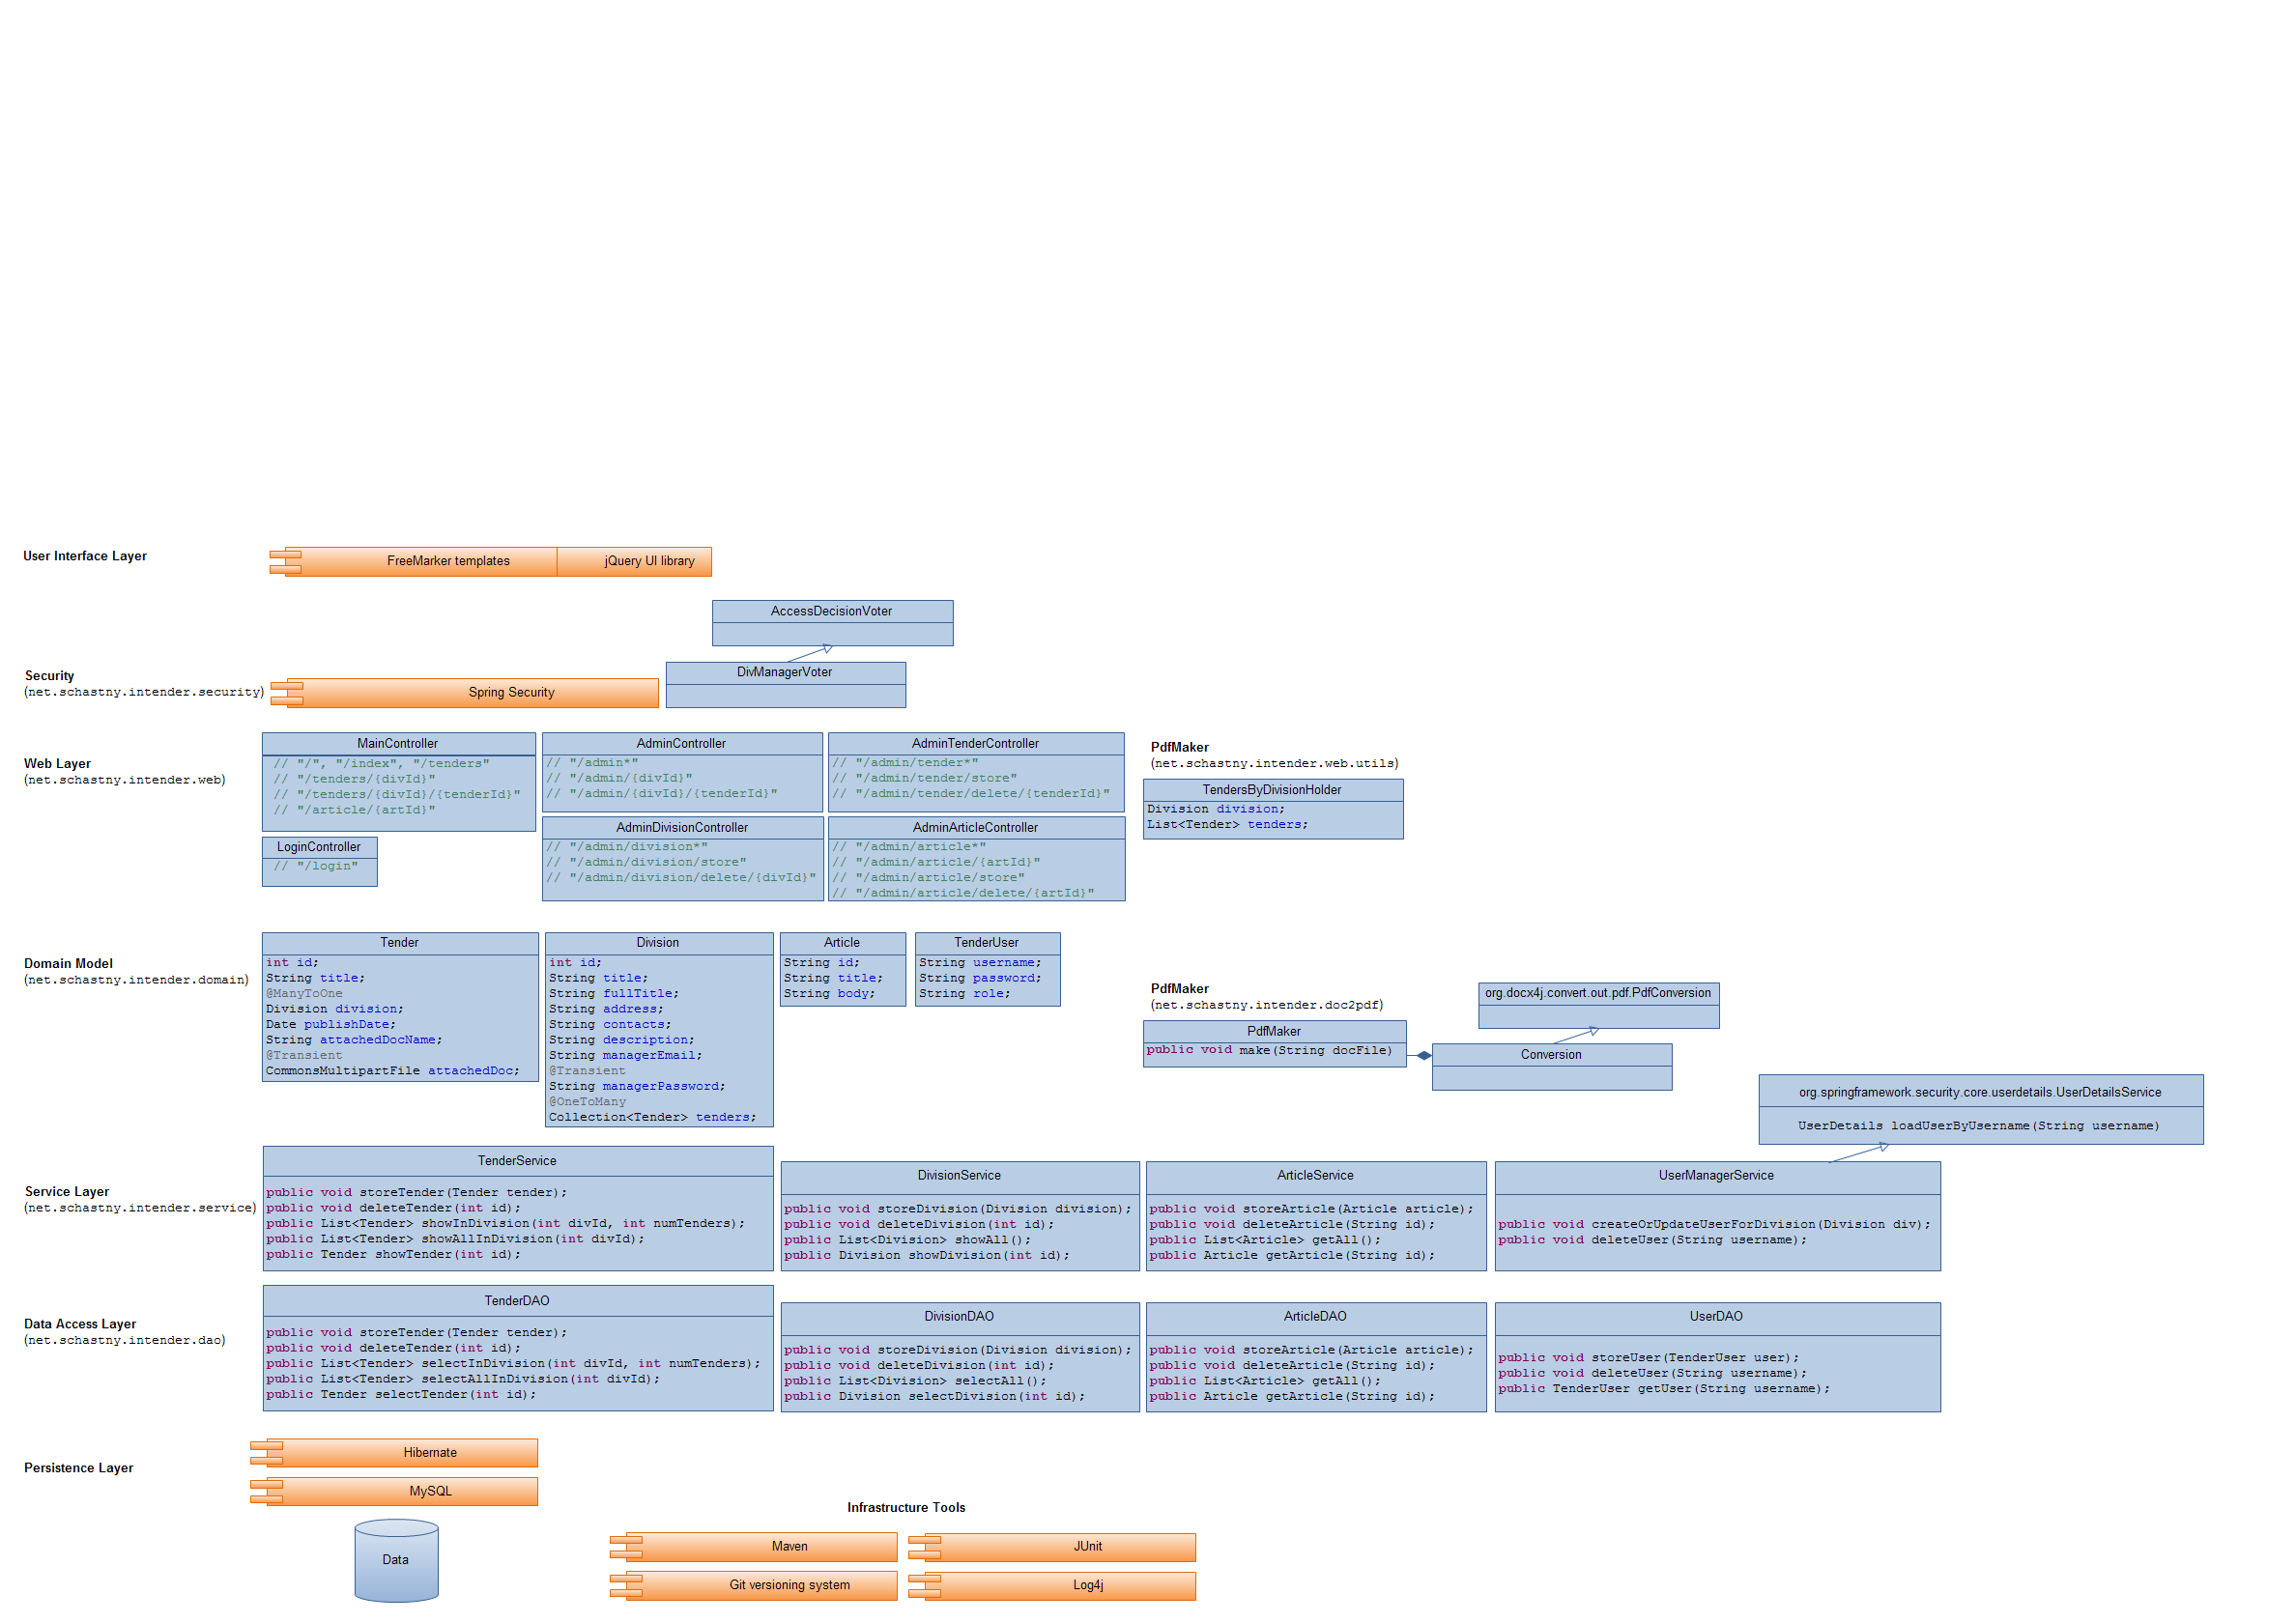 User Interface Layer
FreeMarker templates
jQuery UI library
AccessDecisionVoter
DivManagerVoter
Security
(net.schastny.intender.security)
Spring Security
Web Layer
(net.schastny.intender.web)
MainController
// "/", "/index", "/tenders"
// "/tenders/{divId}"
// "/tenders/{divId}/{tenderId}"
// "/article/{artId}"
AdminController
// "/admin*"
// "/admin/{divId}"
// "/admin/{divId}/{tenderId}"
AdminTenderController
// "/admin/tender*"
// "/admin/tender/store"
// "/admin/tender/delete/{tenderId}"
PdfMaker
(net.schastny.intender.web.utils)
TendersByDivisionHolder
Division division;
List<Tender> tenders;
LoginController
// "/login"
AdminDivisionController
// "/admin/division*"
// "/admin/division/store"
// "/admin/division/delete/{divId}"
AdminArticleController
// "/admin/article*"
// "/admin/article/{artId}"
// "/admin/article/store"
// "/admin/article/delete/{artId}"
Domain Model
(net.schastny.intender.domain)
Tender
int id;
String title;
@ManyToOne
Division division;
Date publishDate;
String attachedDocName;
@Transient
CommonsMultipartFile attachedDoc;
Division
int id;
String title;
String fullTitle;
String address;
String contacts;
String description;
String managerEmail;
@Transient
String managerPassword;
@OneToMany
Collection<Tender> tenders;
Article
String id;
String title;
String body;
TenderUser
String username;
String password;
String role;
PdfMaker
(net.schastny.intender.doc2pdf)
PdfMaker
public void make(String docFile)
org.docx4j.convert.out.pdf.PdfConversion
Conversion
org.springframework.security.core.userdetails.UserDetailsService
UserDetails loadUserByUsername(String username)
Service Layer
(net.schastny.intender.service)
TenderService
public void storeTender(Tender tender);
public void deleteTender(int id);
public List<Tender> showInDivision(int divId, int numTenders);
public List<Tender> showAllInDivision(int divId);
public Tender showTender(int id);
DivisionService
public void storeDivision(Division division);
public void deleteDivision(int id);
public List<Division> showAll();
public Division showDivision(int id);
ArticleService
public void storeArticle(Article article);
public void deleteArticle(String id);
public List<Article> getAll();
public Article getArticle(String id);
UserManagerService
public void createOrUpdateUserForDivision(Division div);
public void deleteUser(String username);
Data Access Layer
(net.schastny.intender.dao)
TenderDAO
public void storeTender(Tender tender);
public void deleteTender(int id);
public List<Tender> selectInDivision(int divId, int numTenders);
public List<Tender> selectAllInDivision(int divId);
public Tender selectTender(int id);
DivisionDAO
public void storeDivision(Division division);
public void deleteDivision(int id);
public List<Division> selectAll();
public Division selectDivision(int id);
ArticleDAO
public void storeArticle(Article article);
public void deleteArticle(String id);
public List<Article> getAll();
public Article getArticle(String id);
UserDAO
public void storeUser(TenderUser user);
public void deleteUser(String username);
public TenderUser getUser(String username);
Persistence Layer
Hibernate
MySQL
Data
Infrastructure Tools
Maven
JUnit
Git versioning system
Log4j